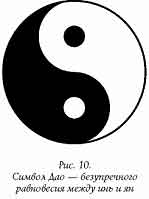 Рис. 10.
Символ Дао — безупречного
равновесия между инь и ян